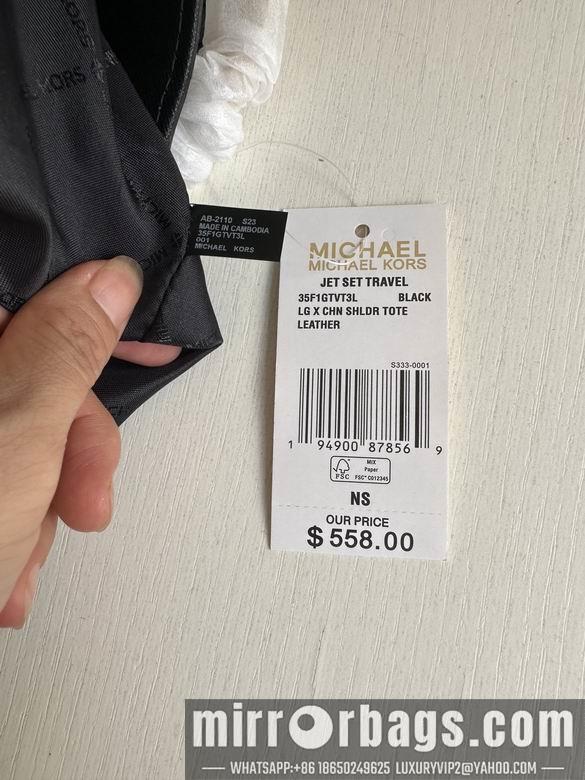 KORS
KORS
AB-2110 S23
MADE IN CAMBODIA
35F1GTVT3L
001
MICHAEL KORS
MICHAEL
MICHAEL KORS
JET SET TRAVEL
35F1GTVT3L BLACK
LG X CHN SHLDR TOTE
LEATHER
S333-0001
1 94900 87856 9
FSC
MIX
Paper
FSC® C012345
NS
OUR PRICE
$558.00
mirrorbags.com
WHATSAPP:+86 18650249625 LUXURYVIP2@YAHOO.COM